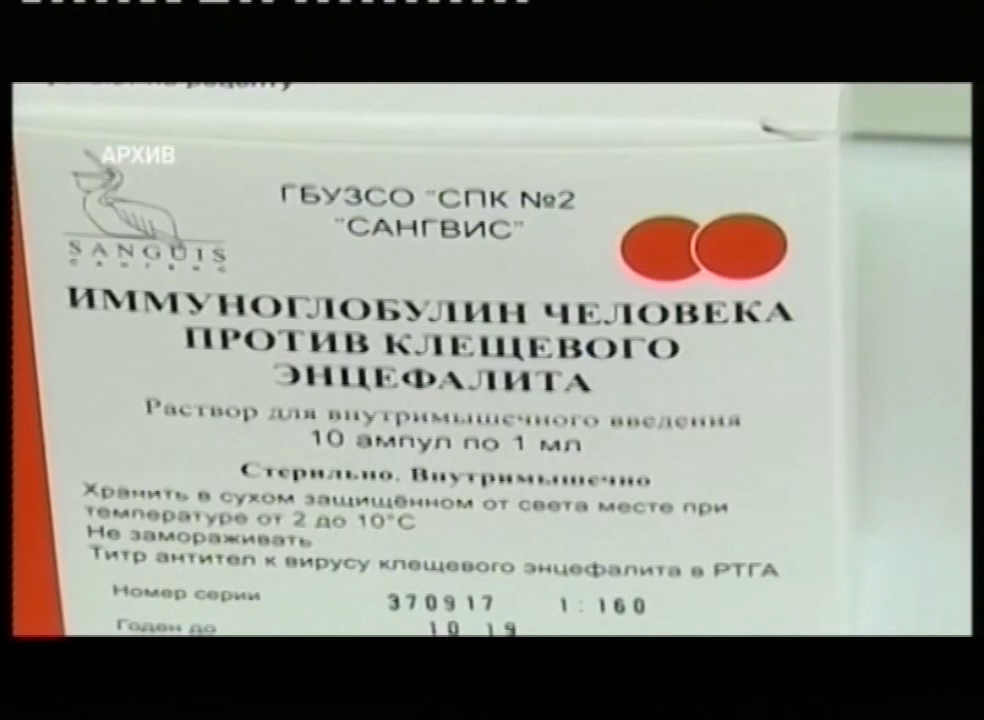 рецепту
АРХИВ
ГБУЗСО "СПК №2
"САНГВИС"
SANGUIS
САНГВИС
ИММУНОГЛОБУЛИН ЧЕЛОВЕКА
ПРОТИВ КЛЕЩЕВОГО
ЭНЦЕФАЛИТА
Раствор для внутримышечного введения
10 ампул по 1 мл
Стерильно. Внутримышечно
Хранить в сухом защищённом от света месте при
температуре от 2 до 10°С
Не замораживать
Титр антител к вирусу клещевого энцефалита в РТГА
Номер серии 370917 1:160
Годен до 10 19